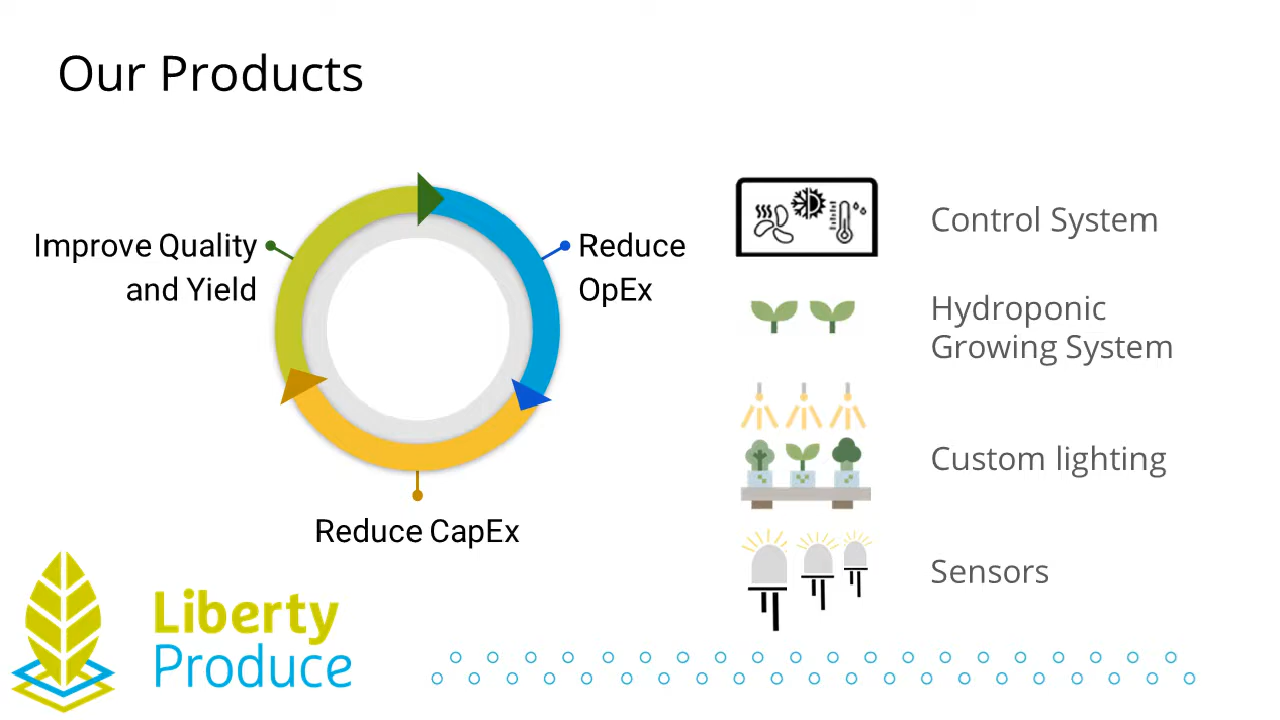 Our Products
Improve Quality
and Yield
Reduce
OpEx
Reduce CapEx
Control System
Hydroponic
Growing System
Custom lighting
Sensors
Liberty
Produce